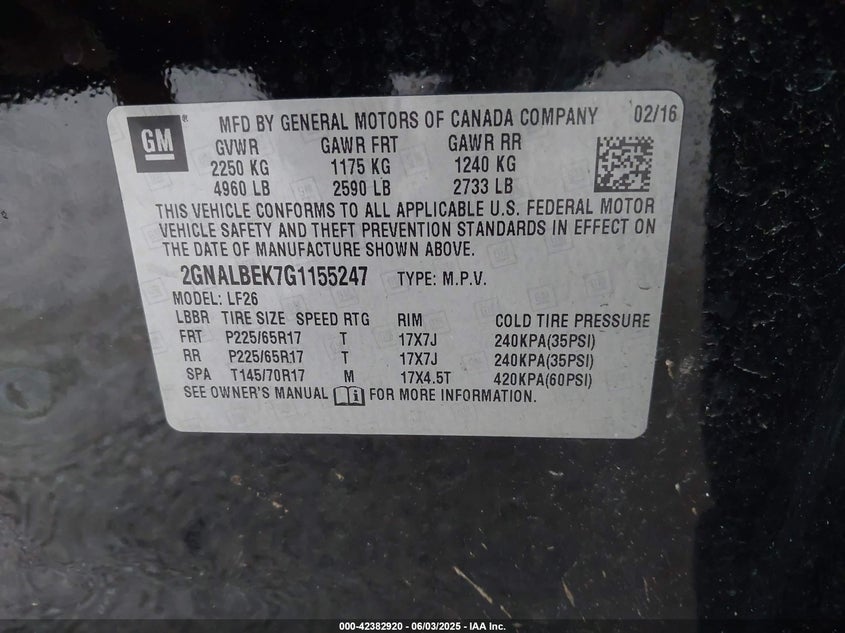 GM ® MFD BY GENERAL MOTORS OF CANADA COMPANY 02/16
GVWR GAWR FRT GAWR RR
2250 KG 1175 KG 1240 KG
4960 LB 2590 LB 2733 LB
THIS VEHICLE CONFORMS TO ALL APPLICABLE U.S. FEDERAL MOTOR
VEHICLE SAFETY AND THEFT PREVENTION STANDARDS IN EFFECT ON
THE DATE OF MANUFACTURE SHOWN ABOVE.
2GNALBEK7G1155247 TYPE: M.P.V.
MODEL: LF26
LBBR TIRE SIZE SPEED RTG RIM COLD TIRE PRESSURE
FRT P225/65R17 T 17X7J 240KPA(35PSI)
RR P225/65R17 T 17X7J 240KPA(35PSI)
SPA T145/70R17 M 17X4.5T 420KPA(60PSI)
SEE OWNER'S MANUAL FOR MORE INFORMATION.
000-42382920 - 06/03/2025 - IAA Inc.